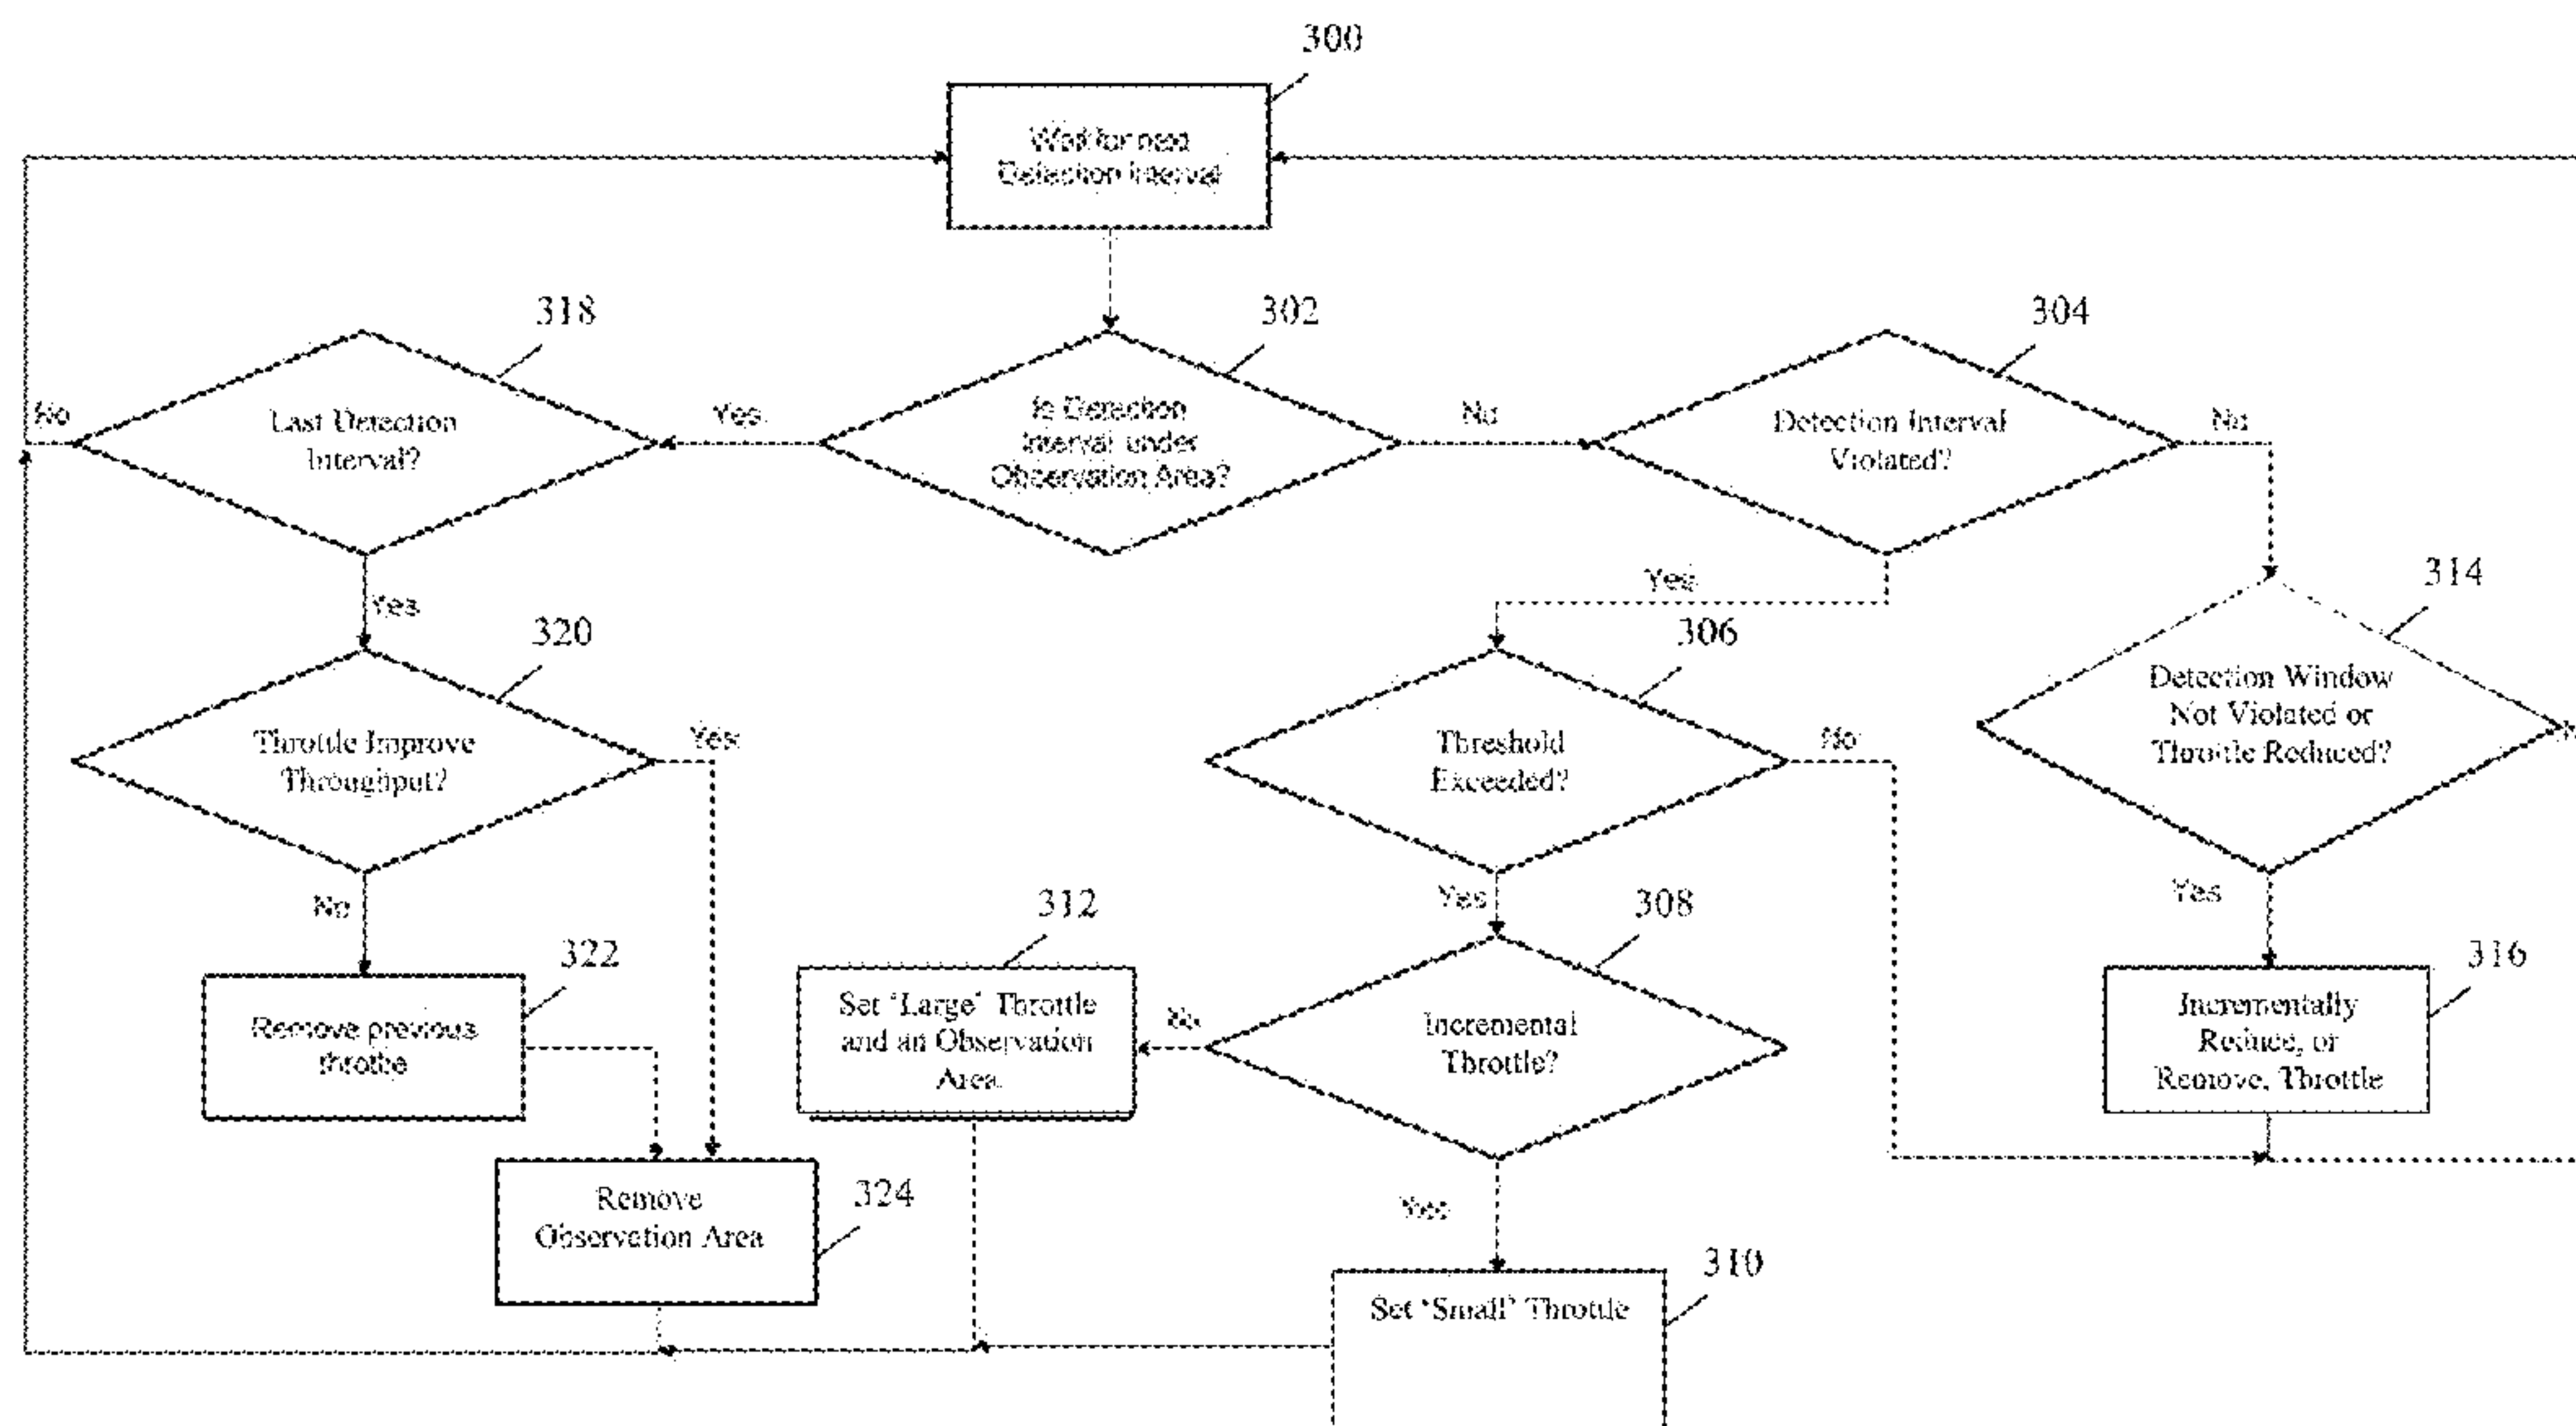 300
Wait for next
Detection Interval
318
302
304
No
Last Detection
Interval?
Yes
Is Detection
Interval under
Observation Area?
No
Detection Interval
Violated?
No
Yes
Yes
314
320
306
Throttle Improve
Throughput?
Yes
Threshold
Exceeded?
No
Detection Window
Not Violated or
Throttle Reduced?
No
312
Yes
308
Yes
322
Remove previous
throttle
Set 'Large' Throttle
and an Observation
Area
No
Incremental
Throttle?
316
Incrementally
Reduce, or
Remove, Throttle
Remove
Observation Area
324
Yes
310
Set 'Small' Throttle